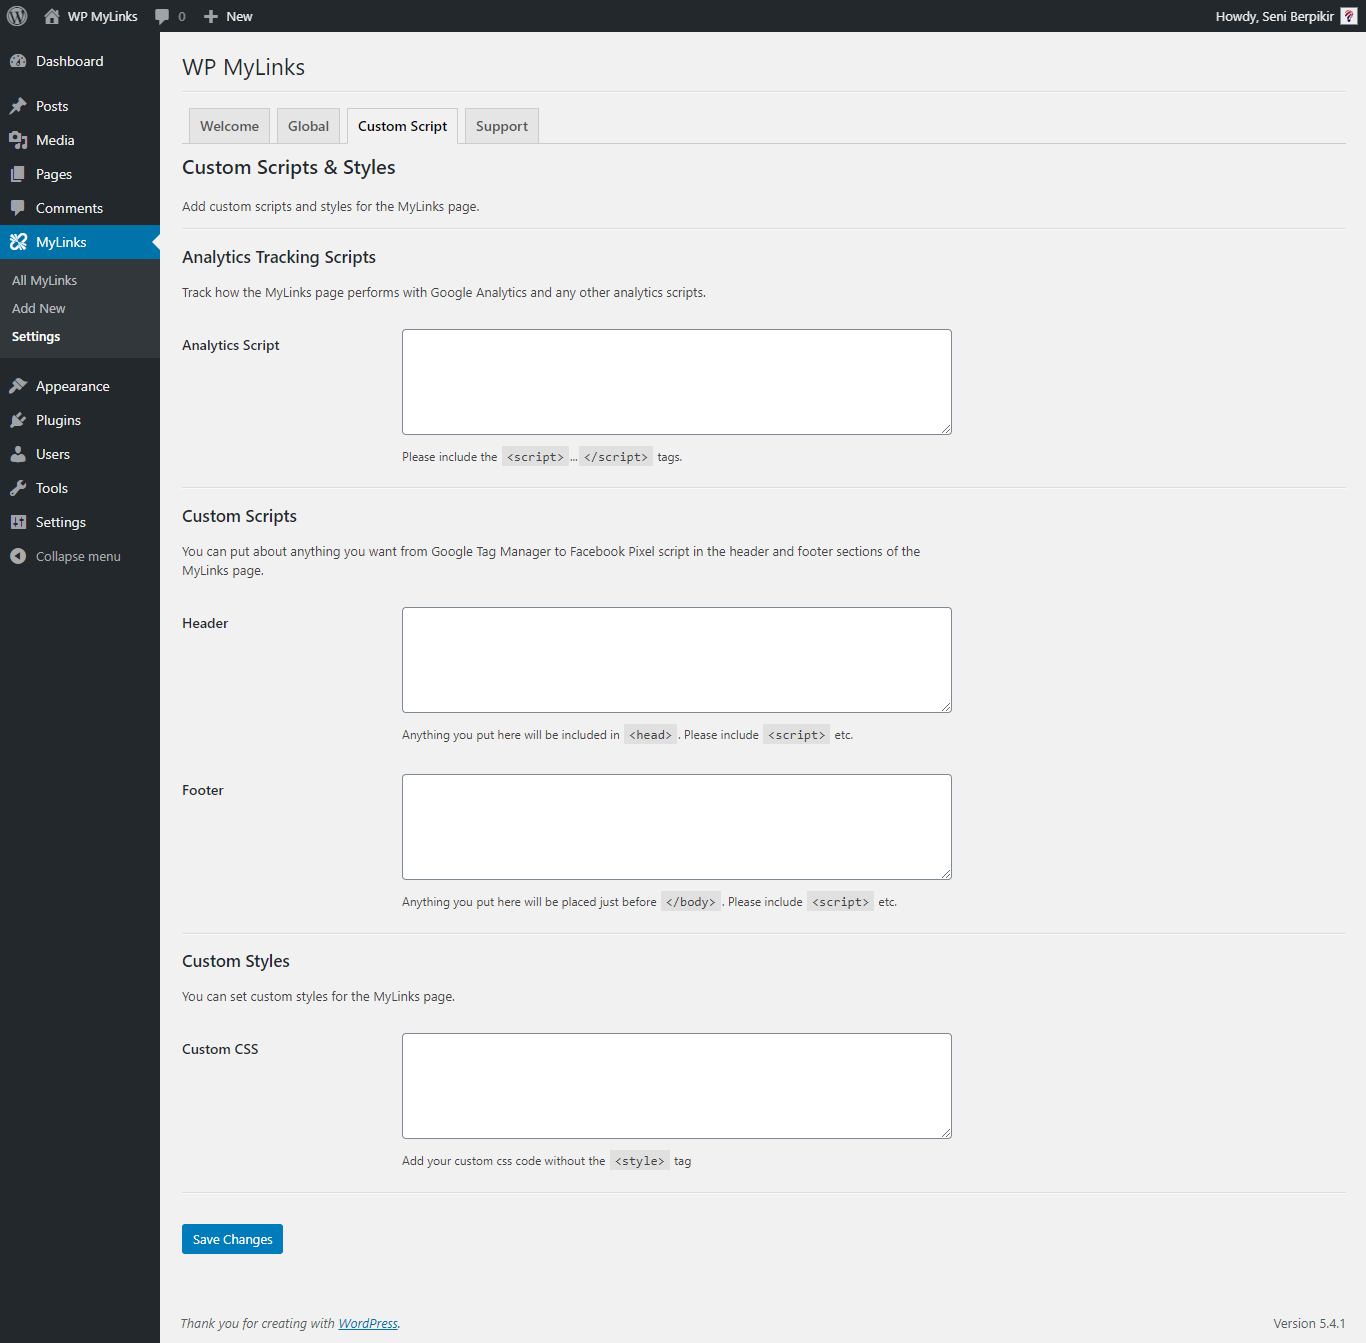 WP MyLinks 0 New Howdy, Seni Berpikir
Dashboard
Posts
Media
Pages
Comments
MyLinks
All MyLinks
Add New
Settings
Appearance
Plugins
Users
Tools
Settings
Collapse menu
WP MyLinks
Welcome Global Custom Script Support
Custom Scripts & Styles
Add custom scripts and styles for the MyLinks page.
Analytics Tracking Scripts
Track how the MyLinks page performs with Google Analytics and any other analytics scripts.
Analytics Script
Please include the <script> ... </script> tags.
Custom Scripts
You can put about anything you want from Google Tag Manager to Facebook Pixel script in the header and footer sections of the
MyLinks page.
Header
Anything you put here will be included in <head> . Please include <script> etc.
Footer
Anything you put here will be placed just before </body> . Please include <script> etc.
Custom Styles
You can set custom styles for the MyLinks page.
Custom CSS
Add your custom css code without the <style> tag
Save Changes
Thank you for creating with WordPress. Version 5.4.1